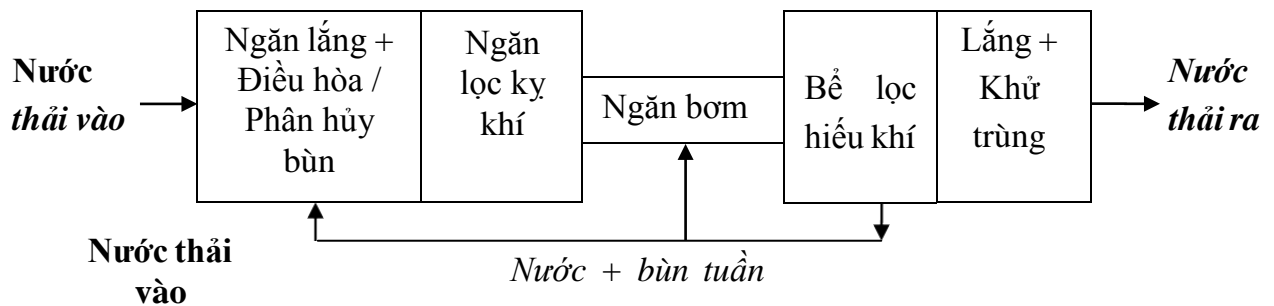 Nước
thải vào
Ngăn lắng +
Điều hòa /
Phân hủy
bùn
Ngăn
lọc kỵ
khí
Ngăn bơm
Bể lọc
hiếu khí
Lắng +
Khử
trùng
Nước
thải ra
Nước thải
vào
Nước + bùn tuần